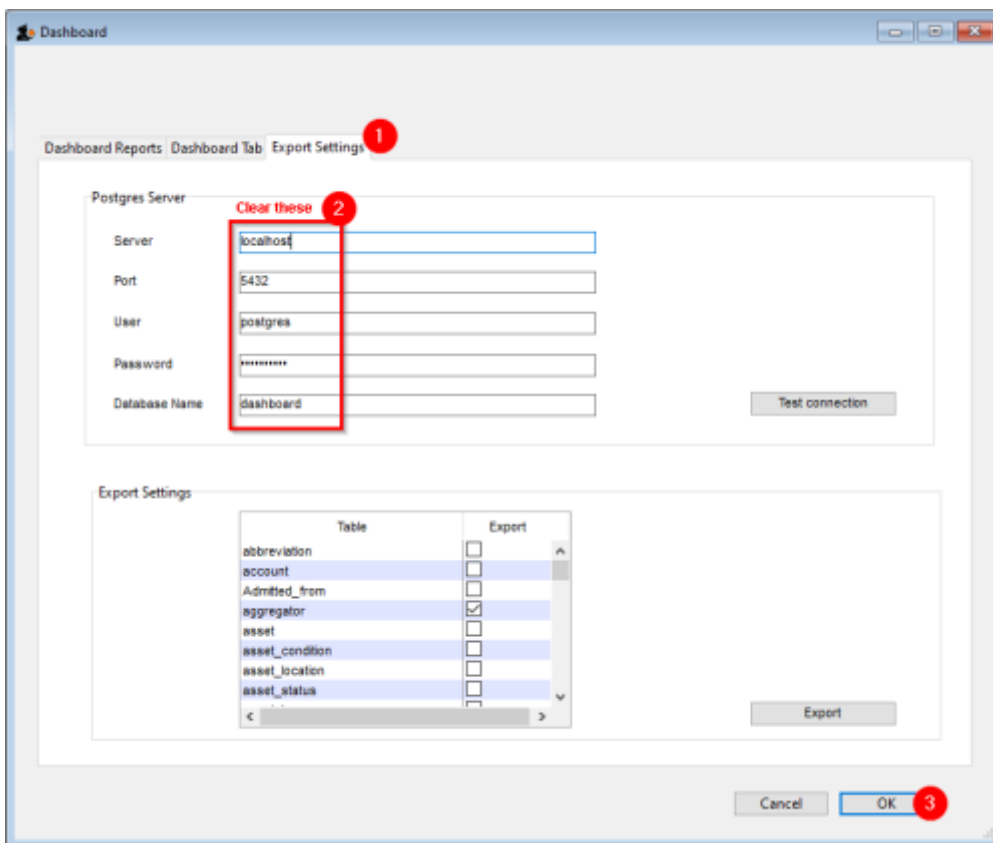 Dashboard
Dashboard Reports Dashboard Tab Export Settings 1
Postgres Server
Clear these 2
Server localhost
Port 5432
User postgres
Password ***********
Database Name dashboard
Test connection
Export Settings
Table Export
abbreviation
account
Admitted_from
aggregator
asset
asset_condition
asset_location
asset_status
Export
Cancel OK 3